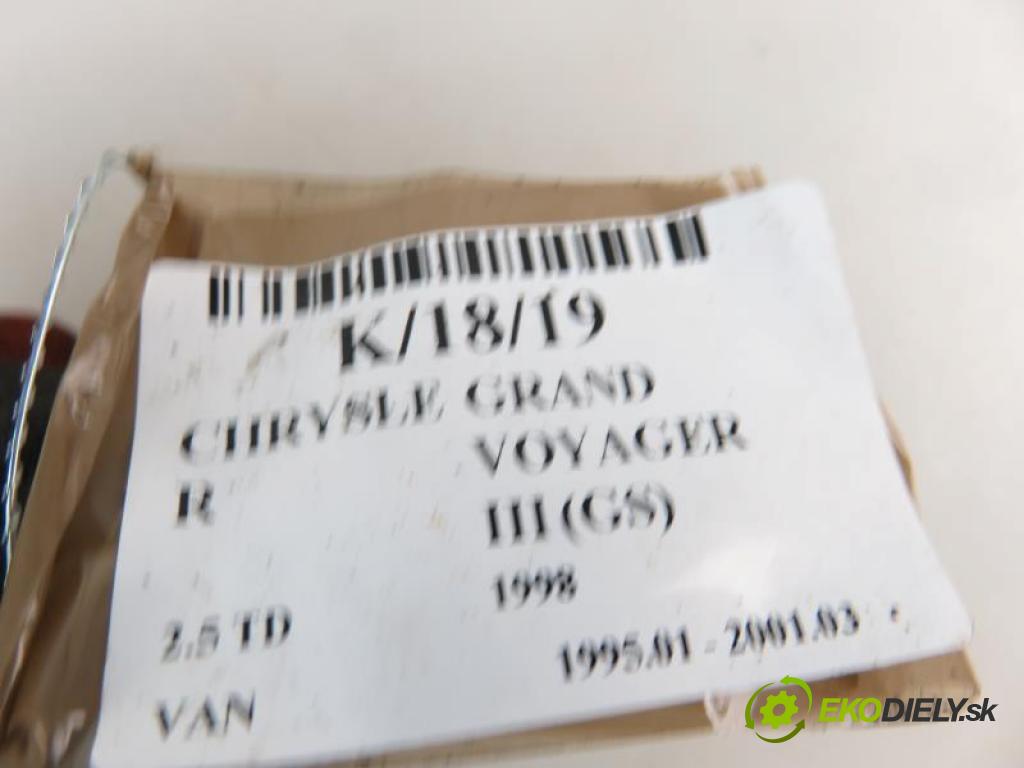 K/18/19
CHRYSLE GRAND
R VOYAGER
III (GS)
2.5 TD 1998
VAN 1995.01 - 2001.03
EKODIELY.sk